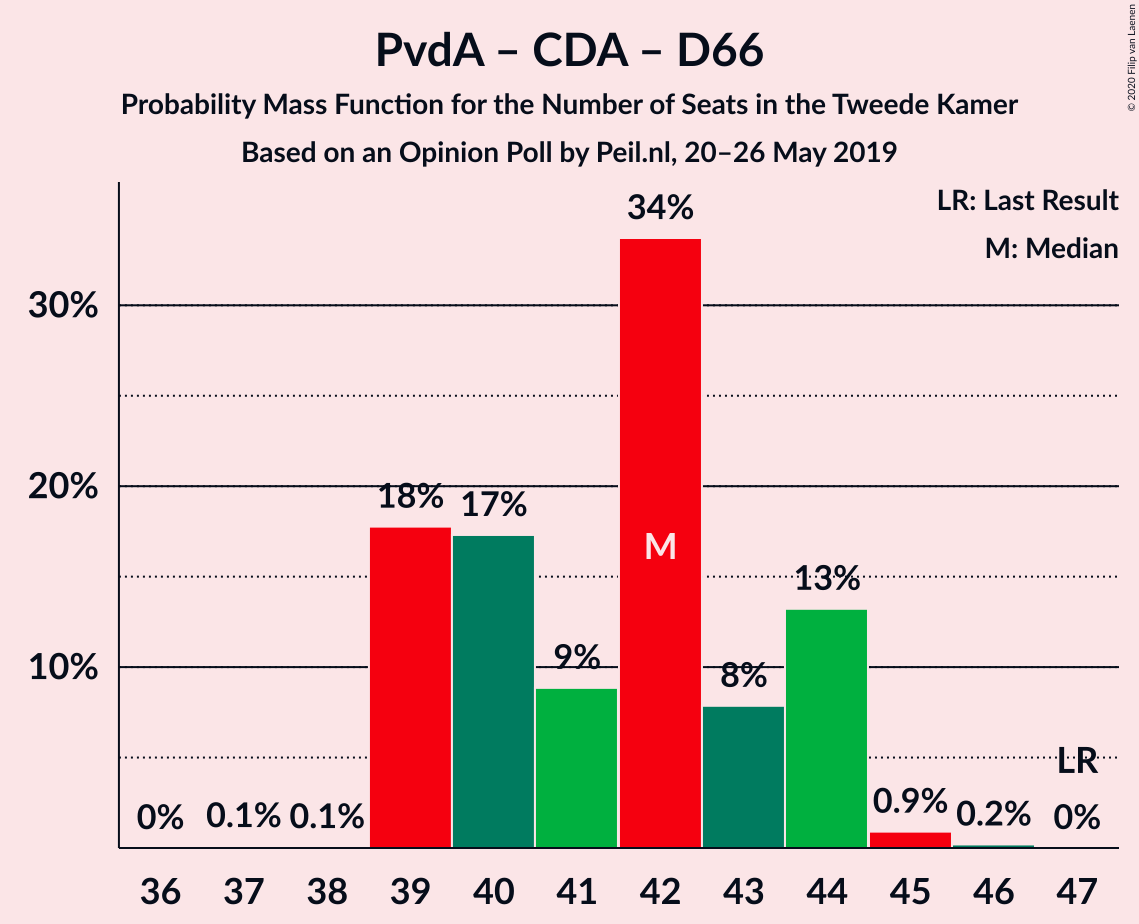 PvdA – CDA – D66
Probability Mass Function for the Number of Seats in the Tweede Kamer
Based on an Opinion Poll by Peil.nl, 20–26 May 2019
© 2020 Filip van Laenen
LR: Last Result
M: Median
34%
30%
20%
18%
17%
M
13%
10%
9%
8%
LR
0%
0.1%
0.1%
0.9%
0.2%
0%
36 37 38 39 40 41 42 43 44 45 46 47